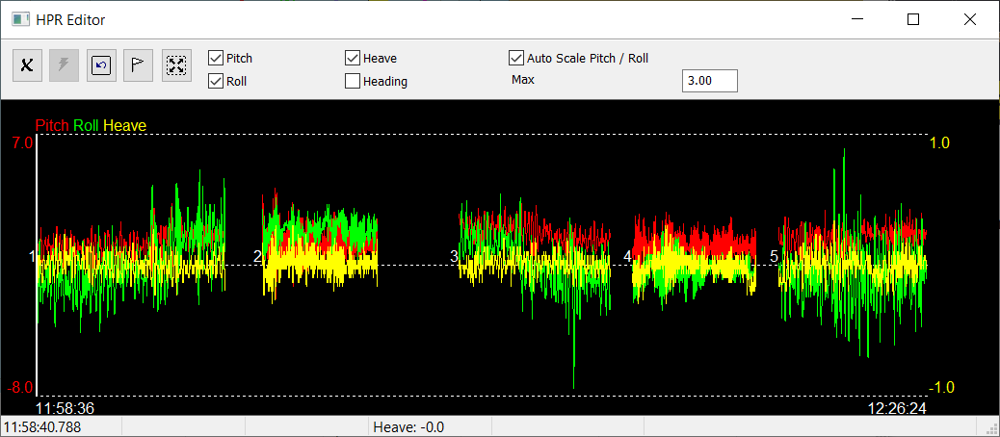 HPR Editor
Pitch
Heave
Auto Scale Pitch / Roll
Roll
Heading
Max
3.00
Pitch Roll Heave
7.0
1.0
1
2
3
4
5
-8.0
-1.0
11:58:36
12:26:24
11:58:40.788
Heave: -0.0